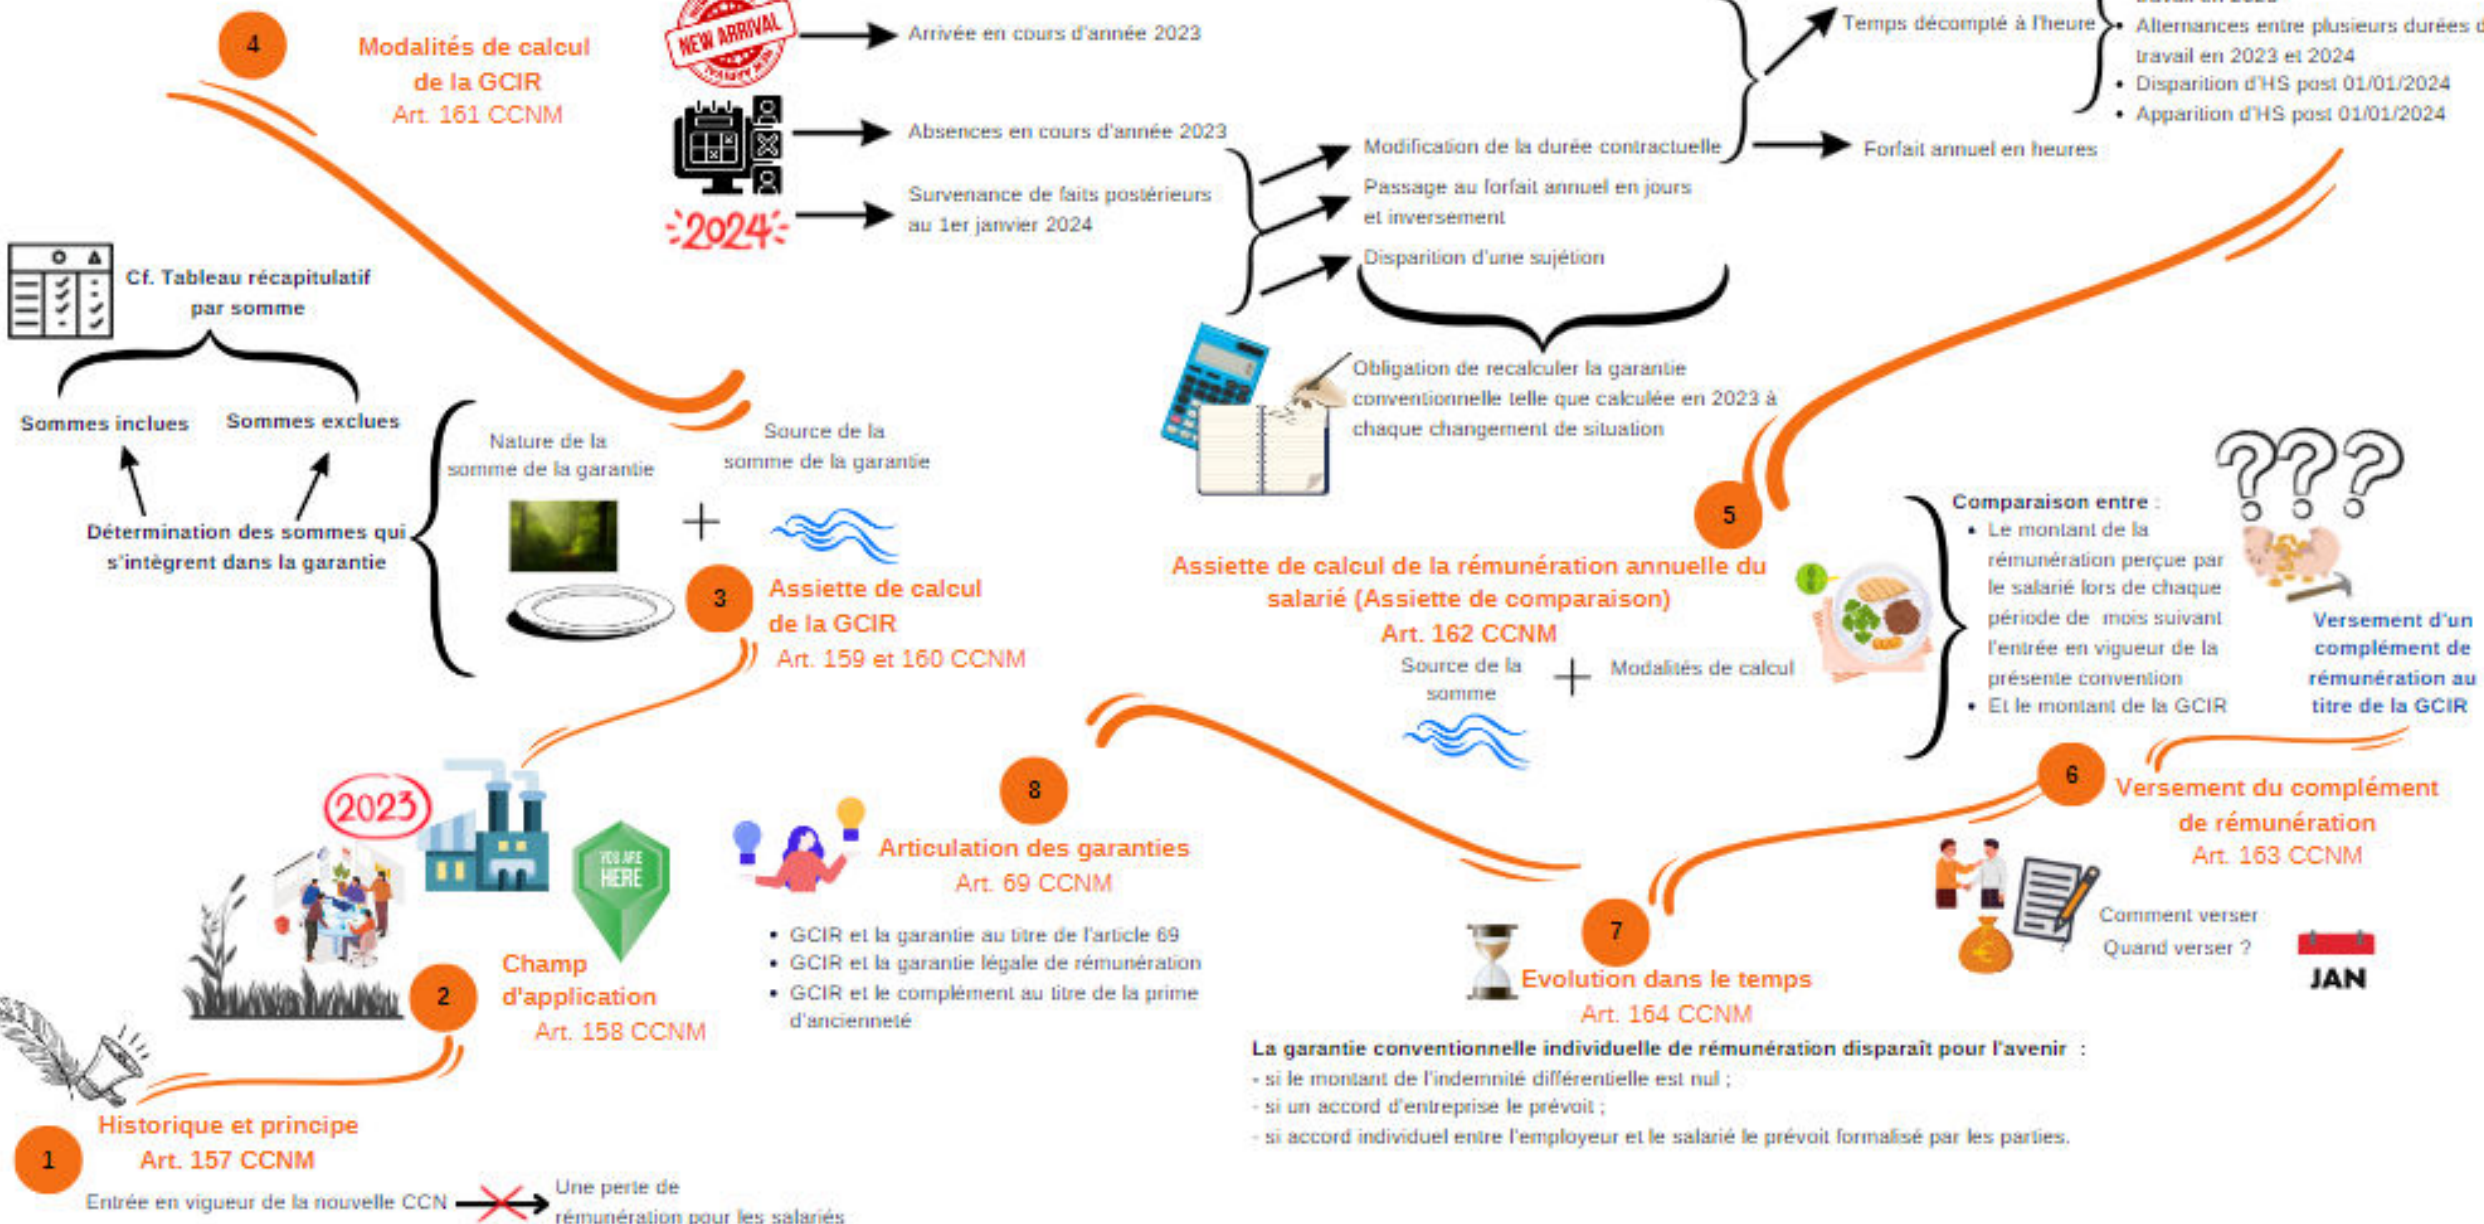 4
Modalités de calcul
de la GCIR
Art. 161 CCNM
NEW ARRIVAL
Arrivée en cours d'année 2023
Absences en cours d'année 2023
2024
Survenance de faits postérieurs
au 1er janvier 2024
Modification de la durée contractuelle
Passage au forfait annuel en jours
et inversement
Disparition d'une sujétion
Temps décompté à l'heure
• Alternances entre plusieurs durées
travail en 2023 et 2024
• Disparition d'HS post 01/01/2024
• Apparition d'HS post 01/01/2024
Forfait annuel en heures
Obligation de recalculer la garantie
conventionnelle telle que calculée en 2023 à
chaque changement de situation
Cf. Tableau récapitulatif
par somme
Sommes inclues
Sommes exclues
Détermination des sommes qui
s'intègrent dans la garantie
Nature de la
somme de la garantie
+
Source de la
somme de la garantie
3
Assiette de calcul
de la GCIR
Art. 159 et 160 CCNM
5
Assiette de calcul de la rémunération annuelle du
salarié (Assiette de comparaison)
Art. 162 CCNM
Source de la
somme
+
Modalités de calcul
Comparaison entre :
• Le montant de la
rémunération perçue par
le salarié lors de chaque
période de mois suivant
l'entrée en vigueur de la
présente convention
• Et le montant de la GCIR
???
Versement d'un
complément de
rémunération au
titre de la GCIR
6
Versement du complément
de rémunération
Art. 163 CCNM
Comment verser
Quand verser ?
JAN
2023
YOU ARE
HERE
2
Champ
d'application
Art. 158 CCNM
8
Articulation des garanties
Art. 69 CCNM
• GCIR et la garantie au titre de l'article 69
• GCIR et la garantie légale de rémunération
• GCIR et le complément au titre de la prime
d'ancienneté
7
Evolution dans le temps
Art. 164 CCNM
La garantie conventionnelle individuelle de rémunération disparaît pour l'avenir :
- si le montant de l'indemnité différentielle est nul ;
- si un accord d'entreprise le prévoit ;
- si accord individuel entre l'employeur et le salarié le prévoit formalisé par les parties.
1
Historique et principe
Art. 157 CCNM
Entrée en vigueur de la nouvelle CCN
Une perte de
rémunération pour les salariés